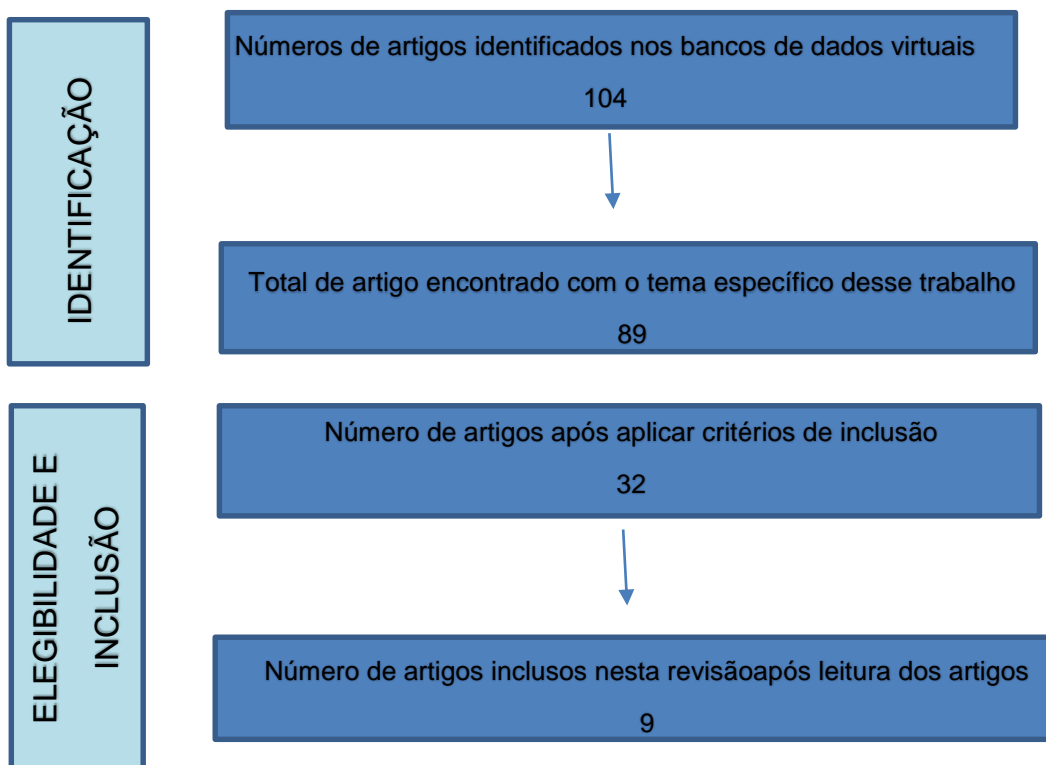 IDENTIFICAÇÃO
Números de artigos identificados nos bancos de dados virtuais
104
Total de artigo encontrado com o tema específico desse trabalho
89
ELEGIBILIDADE E
INCLUSÃO
Número de artigos após aplicar critérios de inclusão
32
Número de artigos inclusos nesta revisãoapós leitura dos artigos
9